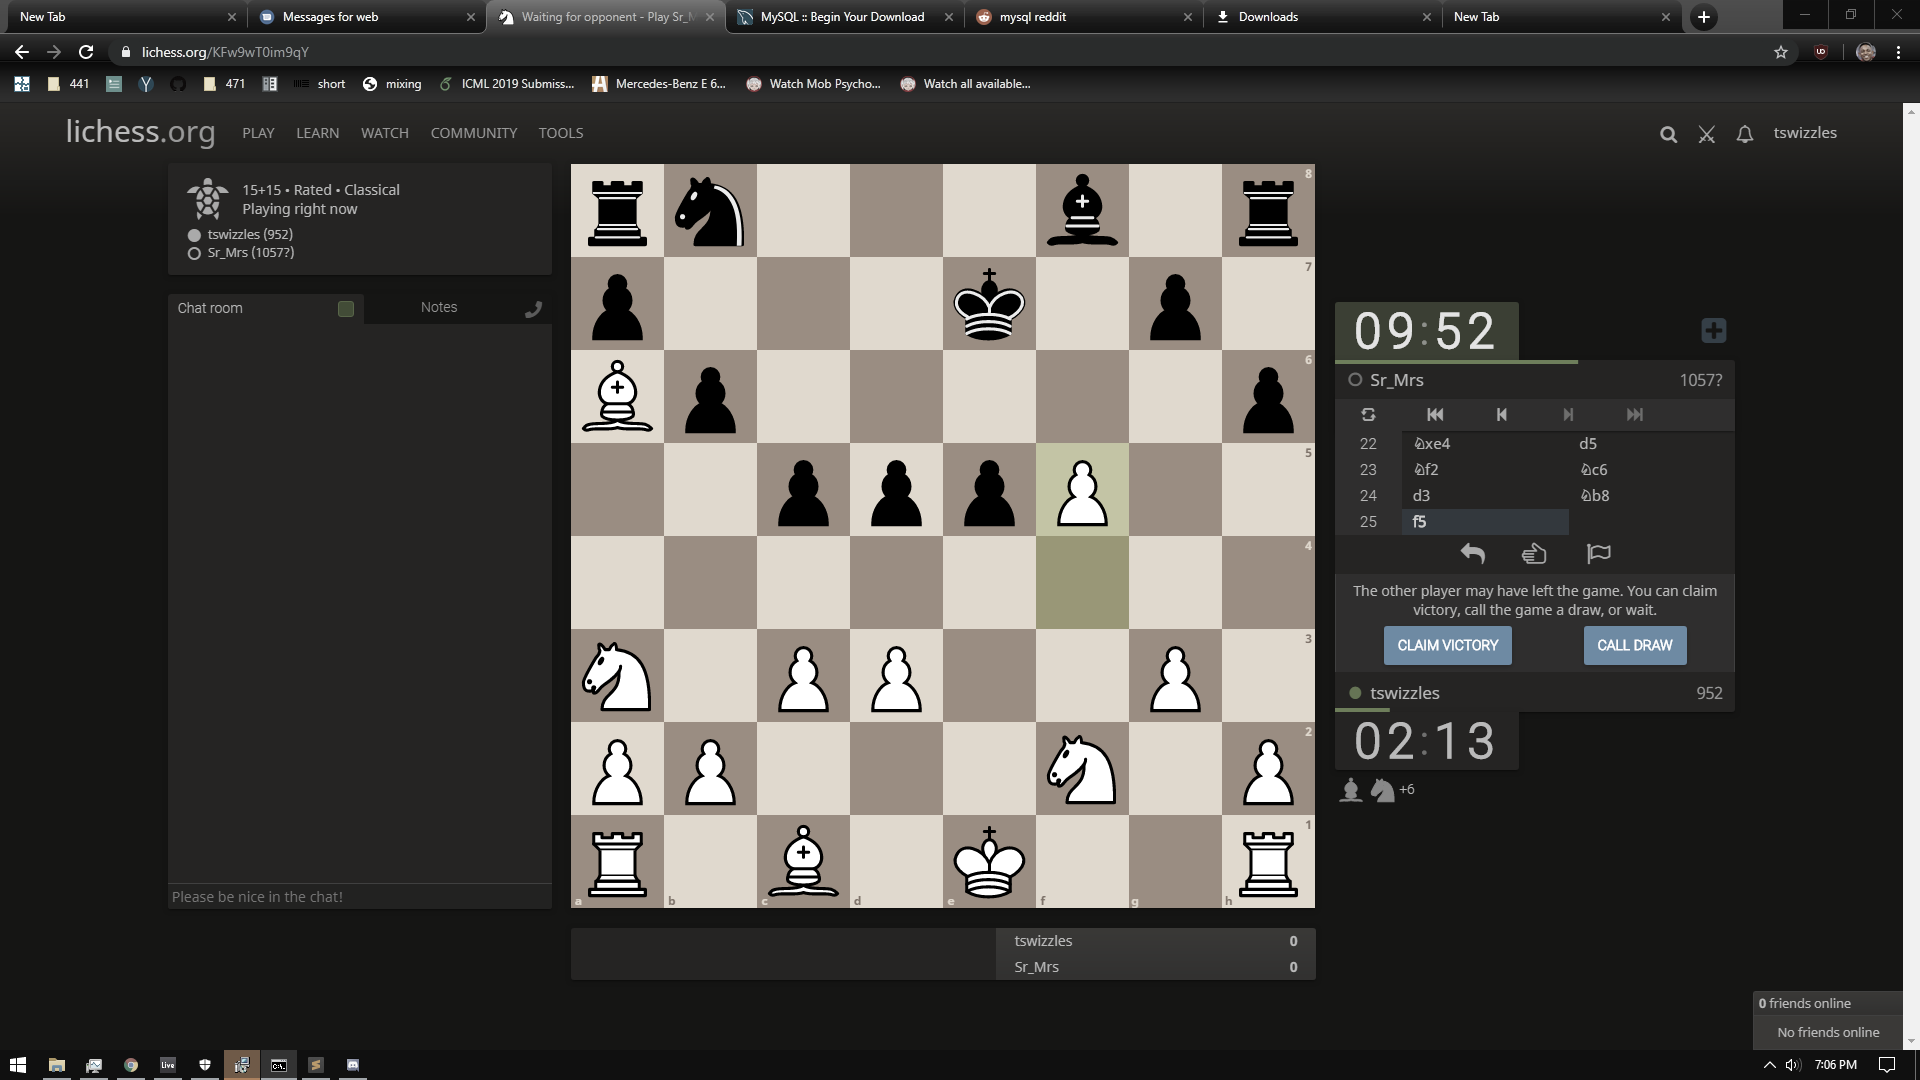 New Tab
Messages for web
Waiting for opponent - Play Sr_M
MySQL :: Begin Your Download
mysql reddit
Downloads
New Tab
lichess.org/KFw9wT0im9qY
441
471
short
mixing
ICML 2019 Submiss...
Mercedes-Benz E 6...
Watch Mob Psycho...
Watch all available...
lichess.org PLAY LEARN WATCH COMMUNITY TOOLS
tswizzles
15+15 • Rated • Classical
Playing right now
tswizzles (952)
Sr_Mrs (1057?)
Chat room
Notes
Please be nice in the chat!
8
7
6
5
4
3
2
1
a b c d e f g h
tswizzles 0
Sr_Mrs 0
09:52
Sr_Mrs 1057?
22 ♘xe4 d5
23 ♘f2 ♘c6
24 d3 ♘b8
25 f5
The other player may have left the game. You can claim
victory, call the game a draw, or wait.
CLAIM VICTORY CALL DRAW
tswizzles 952
02:13
+6
0 friends online
No friends online
Live
C:\.
7:06 PM